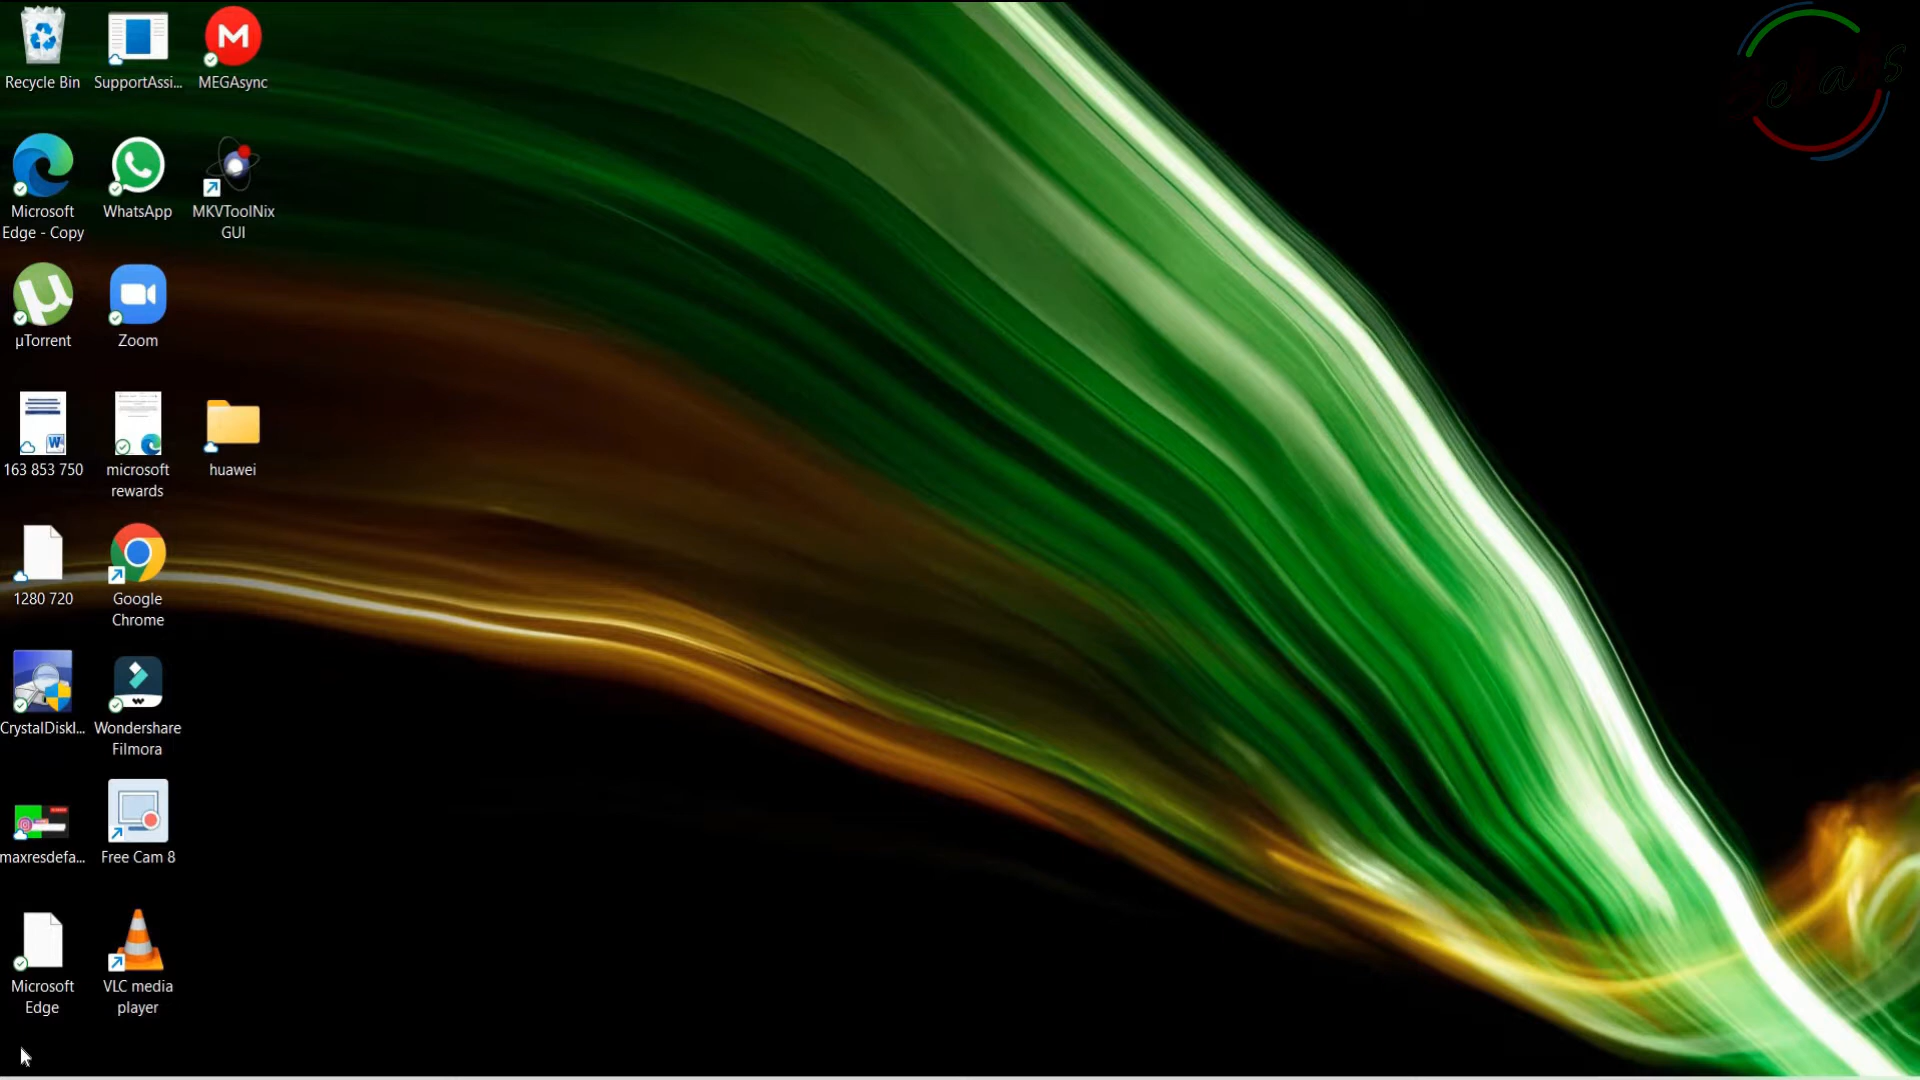 Recycle Bin
SupportAssi...
MEGAsync
Microsoft
Edge - Copy
WhatsApp
MKVToolNix
GUI
µTorrent
Zoom
163 853 750
microsoft
rewards
huawei
1280 720
Google
Chrome
CrystalDiskI...
Wondershare
Filmora
maxresdefa...
Free Cam 8
Microsoft
Edge
VLC media
player